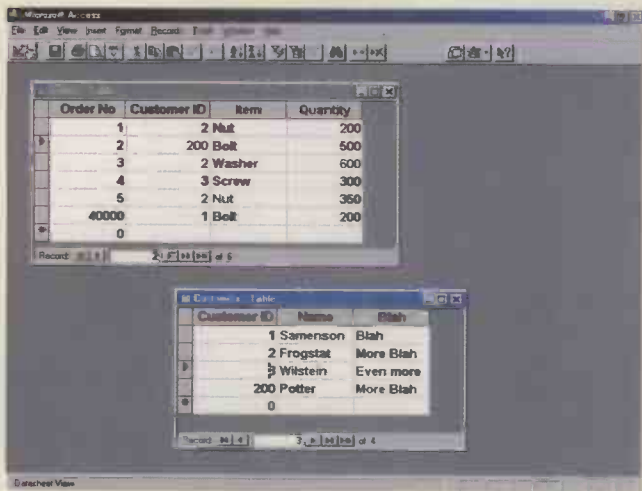 Microsoft Access
File Edit View Insert Format Records
Order No Customer ID Item Quantity
1 2 Nut 200
2 200 Bolt 500
3 2 Washer 600
4 3 Screw 300
5 2 Nut 350
40000 1 Bolt 200
0
Record: 2 of 6
Customer Table
Customer ID Name Blah
1 Samenson Blah
2 Frogstat More Blah
3 Wilstein Even more
200 Potter More Blah
0
Record: 3 of 4
Datasheet View